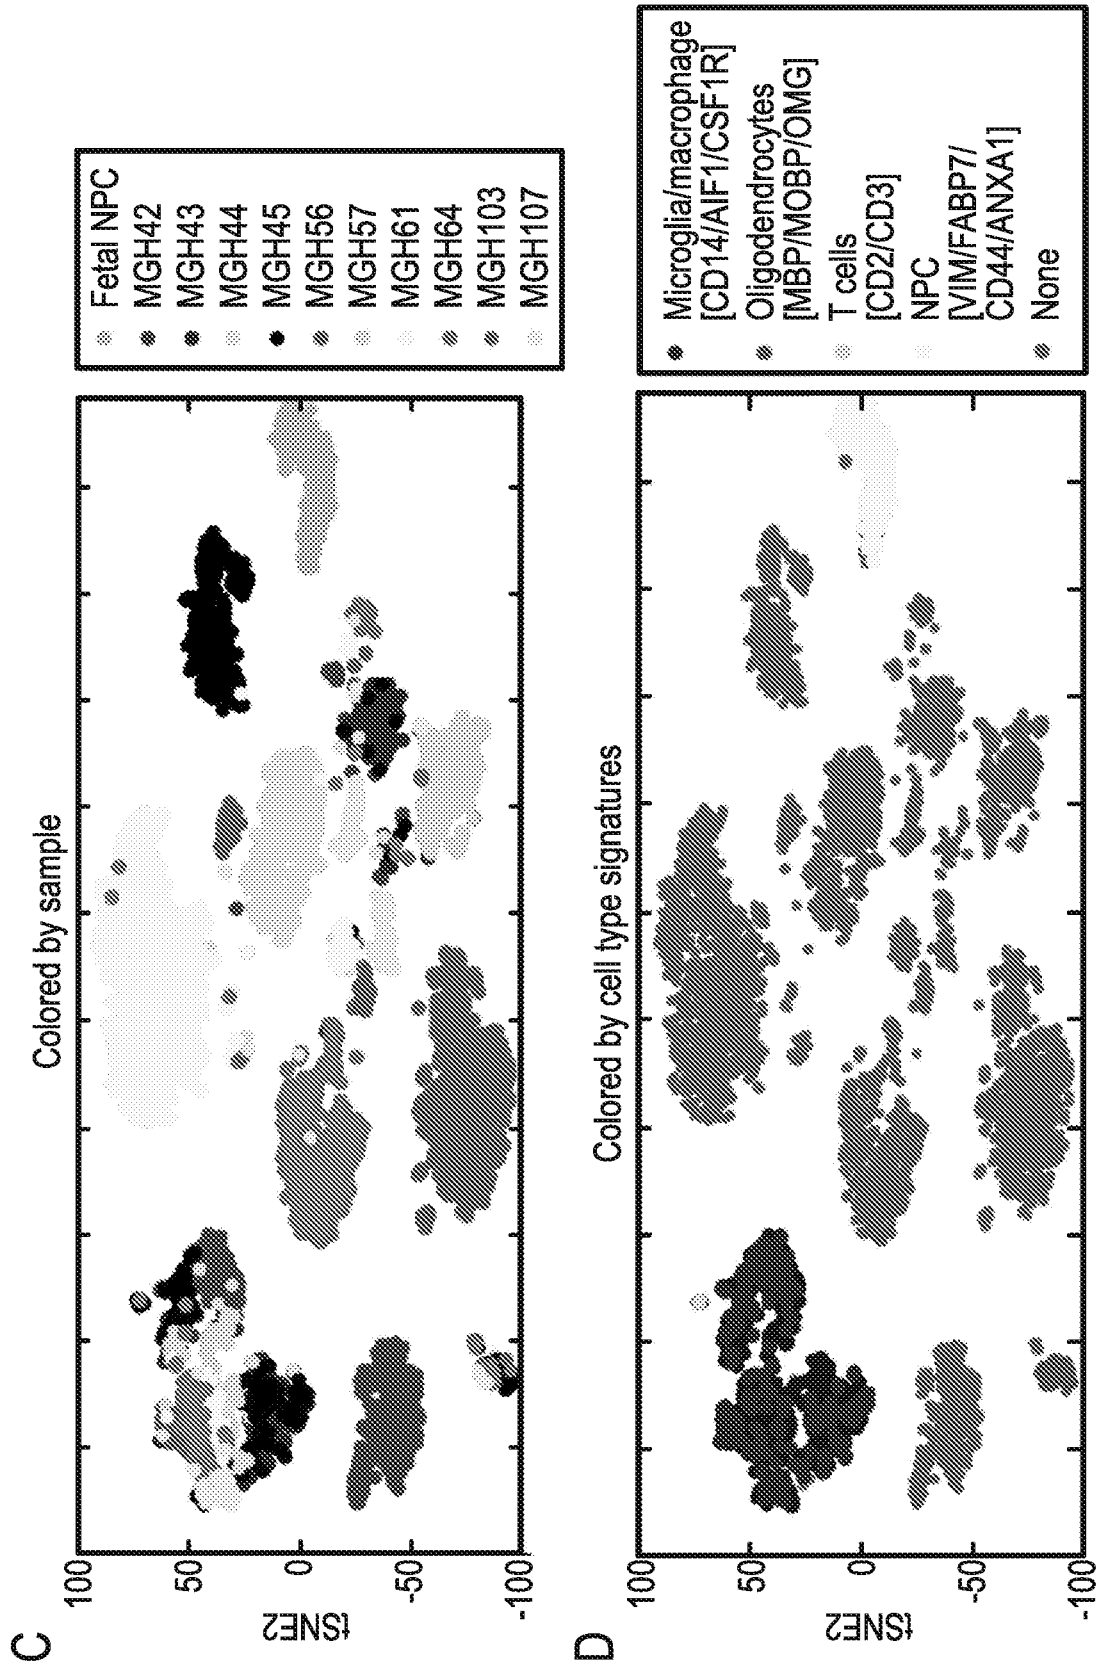 C
Colored by sample
100
50
0
-50
-100
tSNE2
Fetal NPC
MGH42
MGH43
MGH44
MGH45
MGH56
MGH57
MGH61
MGH64
MGH103
MGH107
D
Colored by cell type signatures
100
50
0
-50
-100
tSNE2
Microglia/macrophage
[CD14/AIF1/CSF1R]
Oligodendrocytes
[MBP/MOBP/OMG]
T cells
[CD2/CD3]
NPC
[VIM/FABP7/
CD44/ANXA1]
None